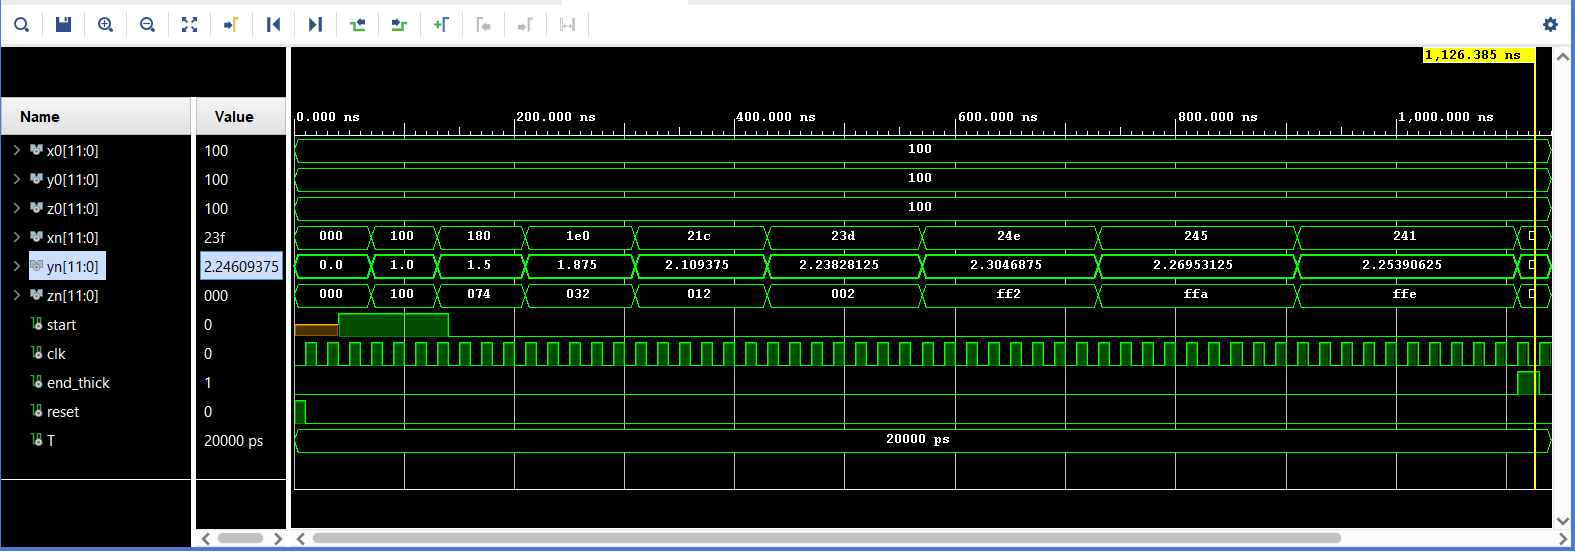 1,126.385 ns
Name Value
0.000 ns 200.000 ns 400.000 ns 600.000 ns 800.000 ns 1,000.000 ns
x0[11:0] 100 100
y0[11:0] 100 100
z0[11:0] 100 100
xn[11:0] 23f 000 100 180 1e0 21c 23d 24e 245 241
yn[11:0] 2.24609375 0.0 1.0 1.5 1.875 2.109375 2.23828125 2.3046875 2.26953125 2.25390625
zn[11:0] 000 000 100 074 032 012 002 ff2 ffa ffe
start 0
clk 0
end_thick 1
reset 0
T 20000 ps 20000 ps